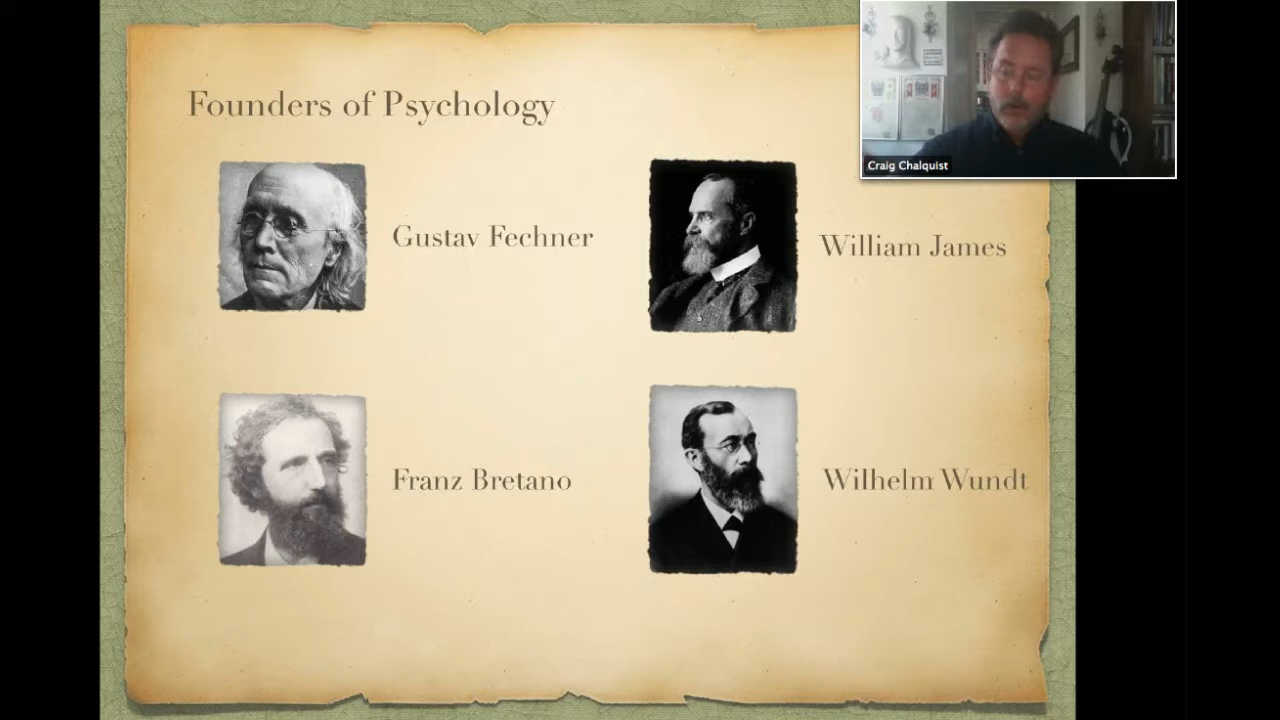 Founders of Psychology
Craig Chalquist
Gustav Fechner
William James
Franz Bretano
Wilhelm Wundt